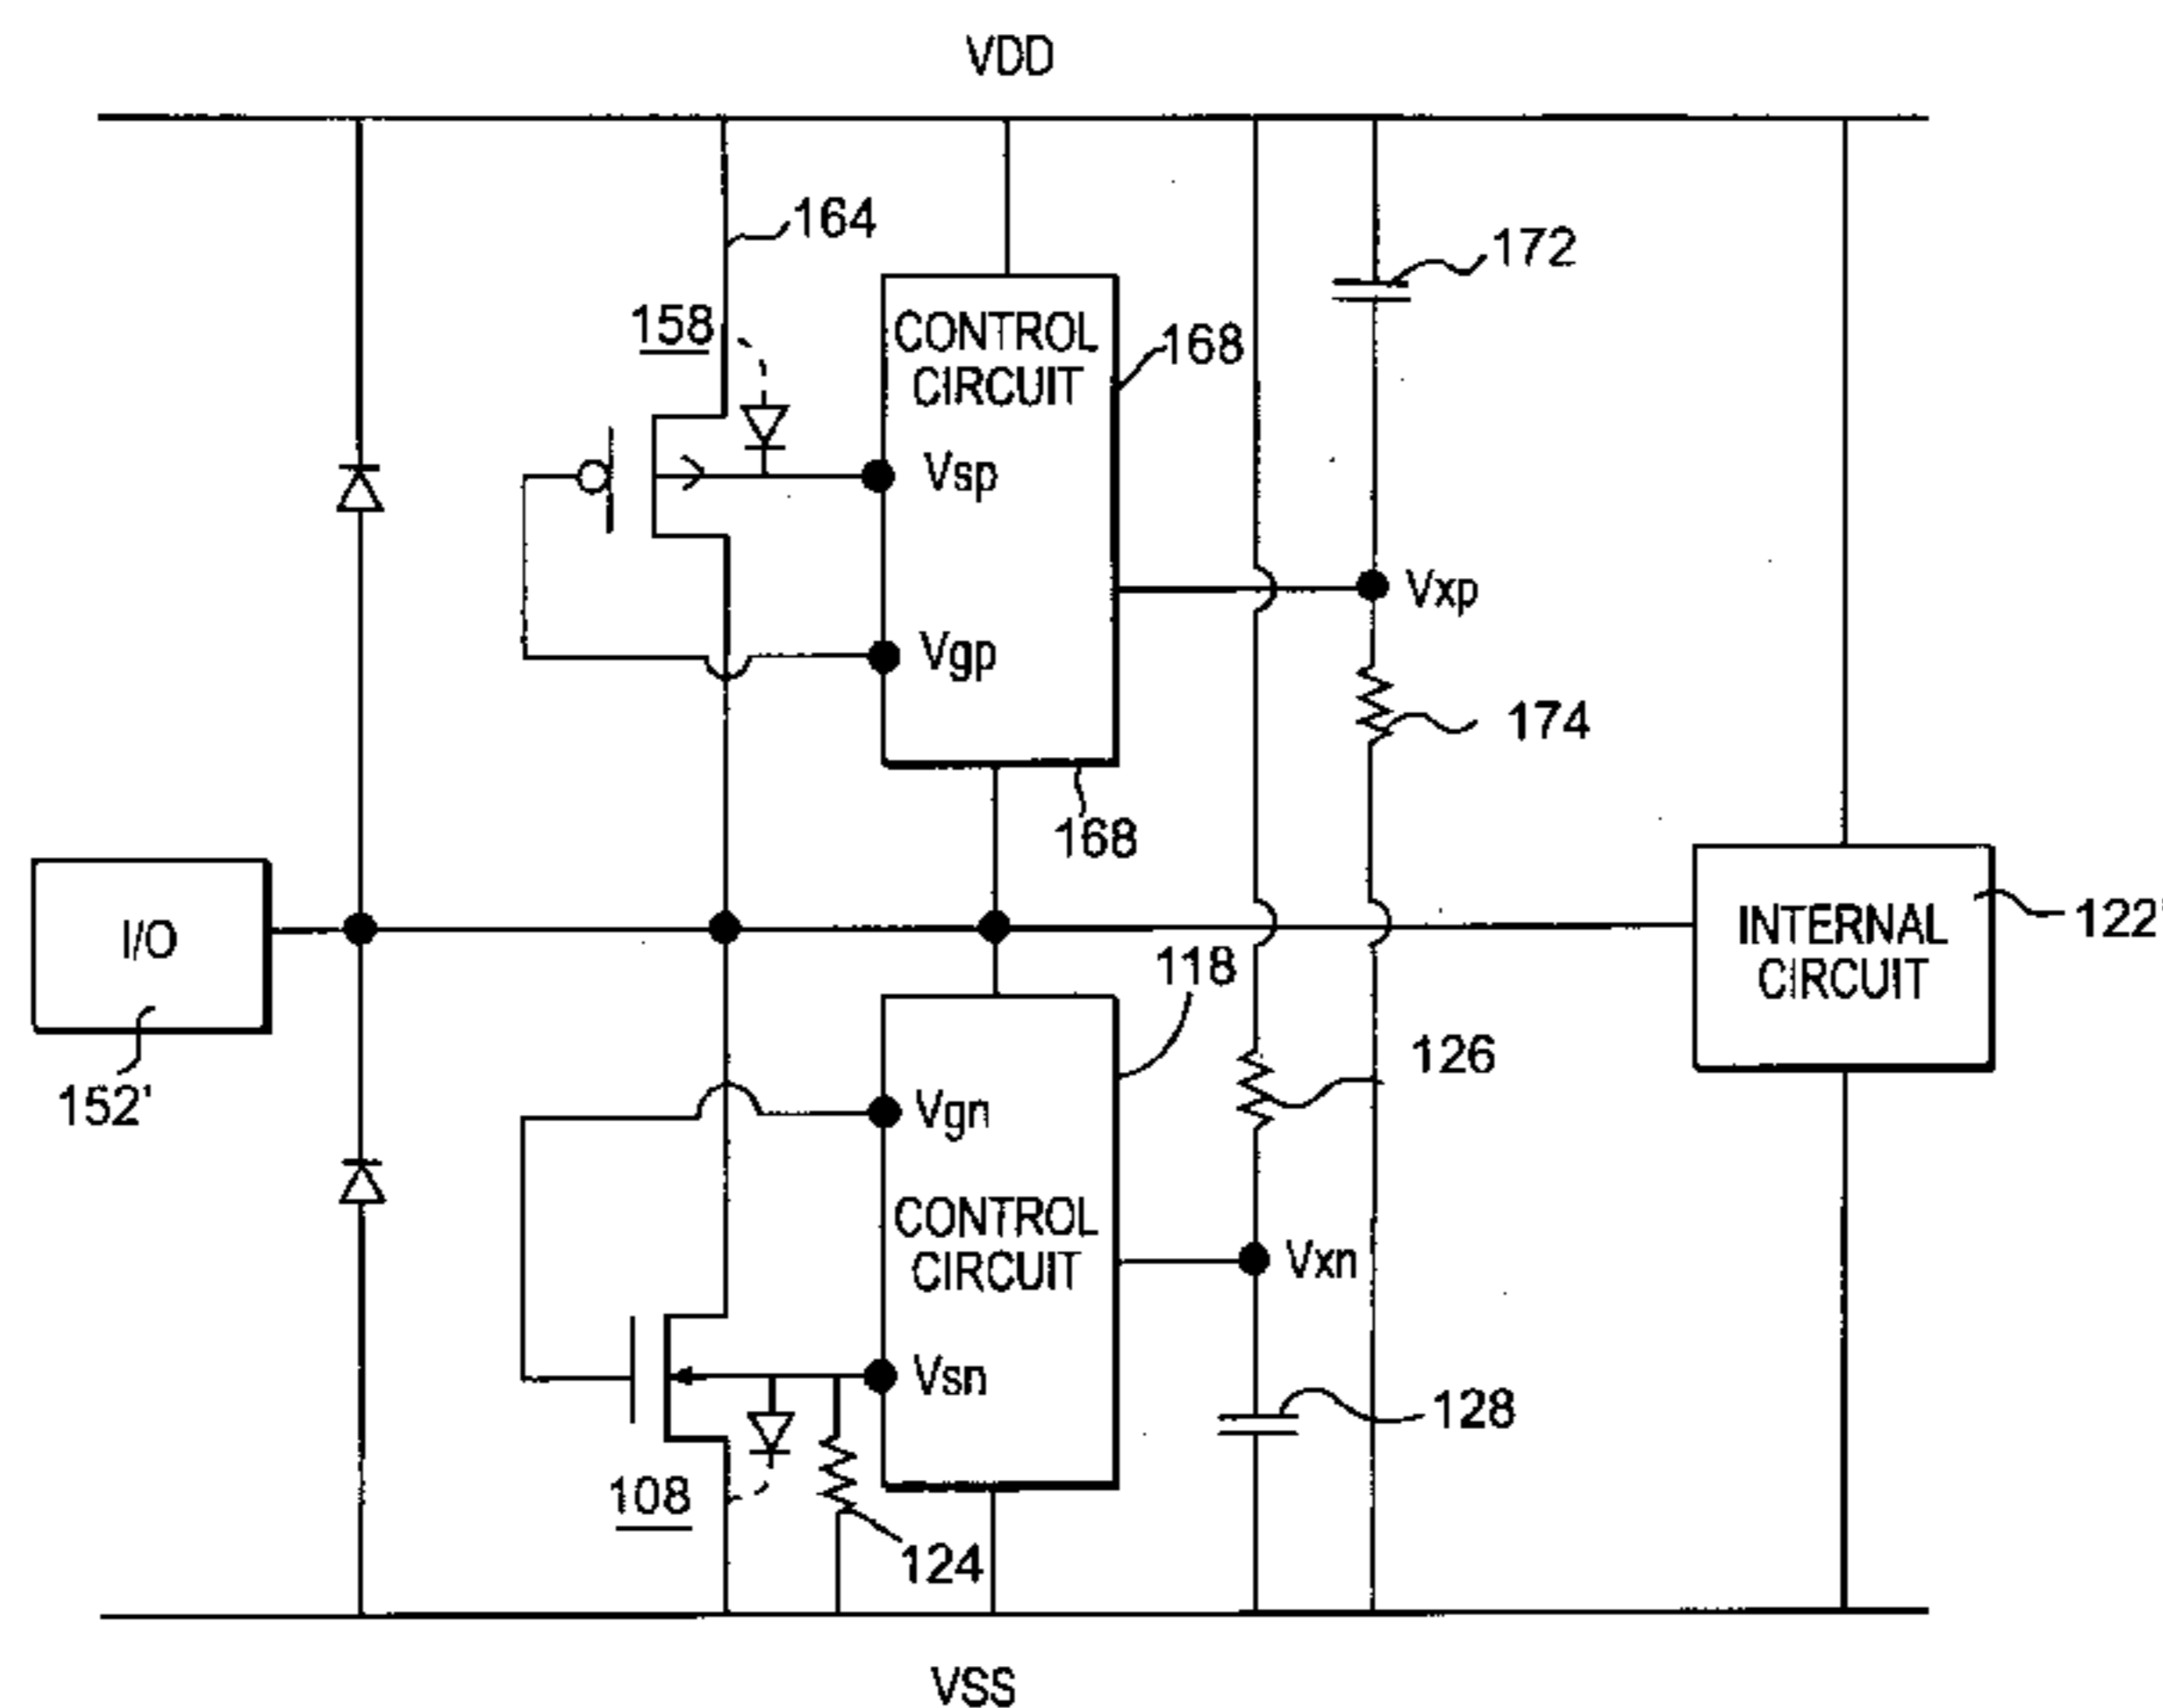 VDD
164
172
158
CONTROL
CIRCUIT
168
Vsp
Vxp
Vgp
174
168
I/O
INTERNAL
CIRCUIT
122'
118
152'
Vgn
126
CONTROL
CIRCUIT
Vxn
Vsn
128
108
124
VSS